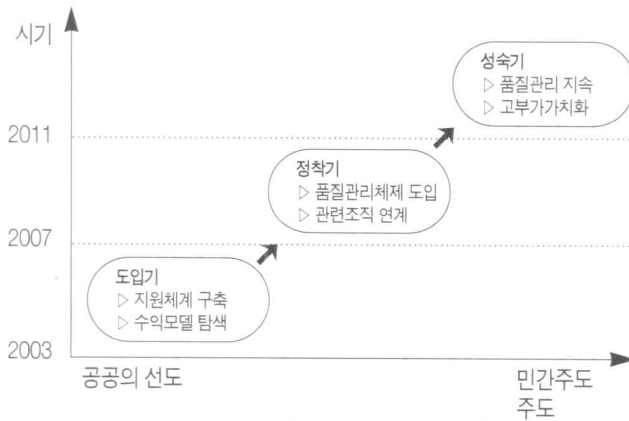 시기
성숙기
▷ 품질관리 지속
▷ 고부가가치화
2011
정착기
▷ 품질관리체제 도입
▷ 관련조직 연계
2007
도입기
▷ 지원체계 구축
▷ 수익모델 탐색
2003
공공의 선도
민간주도
주도